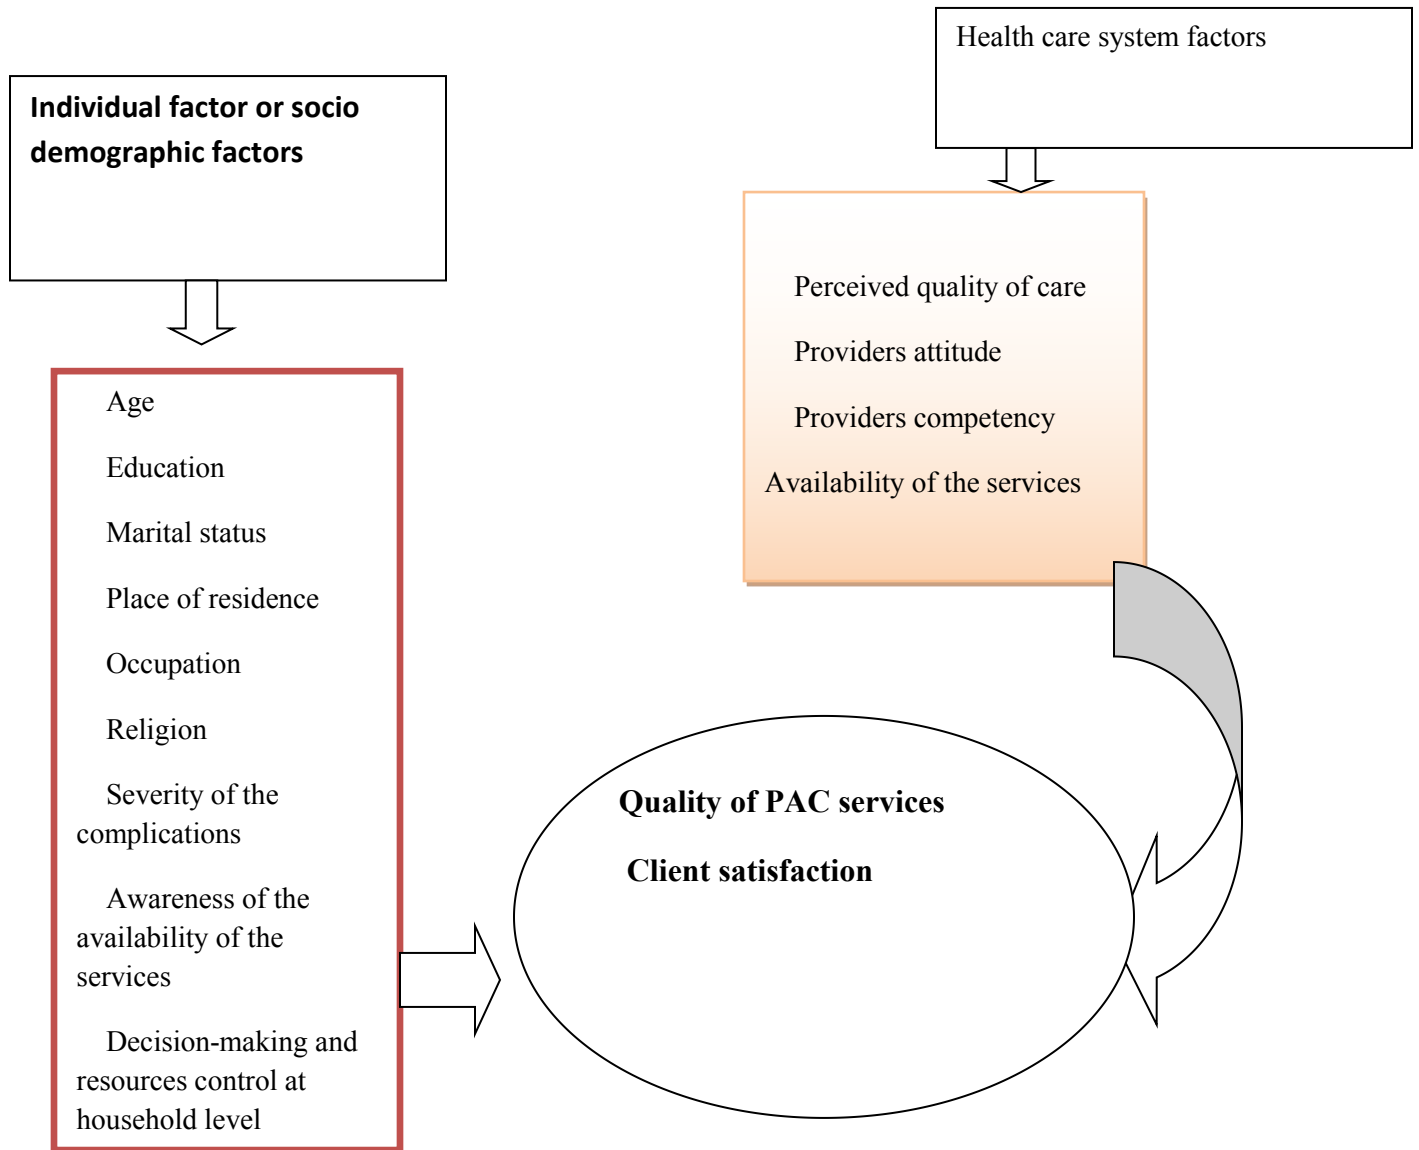 Health care system factors
Individual factor or socio
demographic factors
Perceived quality of care
Providers attitude
Providers competency
Availability of the services
Age
Education
Marital status
Place of residence
Occupation
Religion
Severity of the
complications
Awareness of the
availability of the
services
Decision-making and
resources control at
household level
Quality of PAC services
Client satisfaction